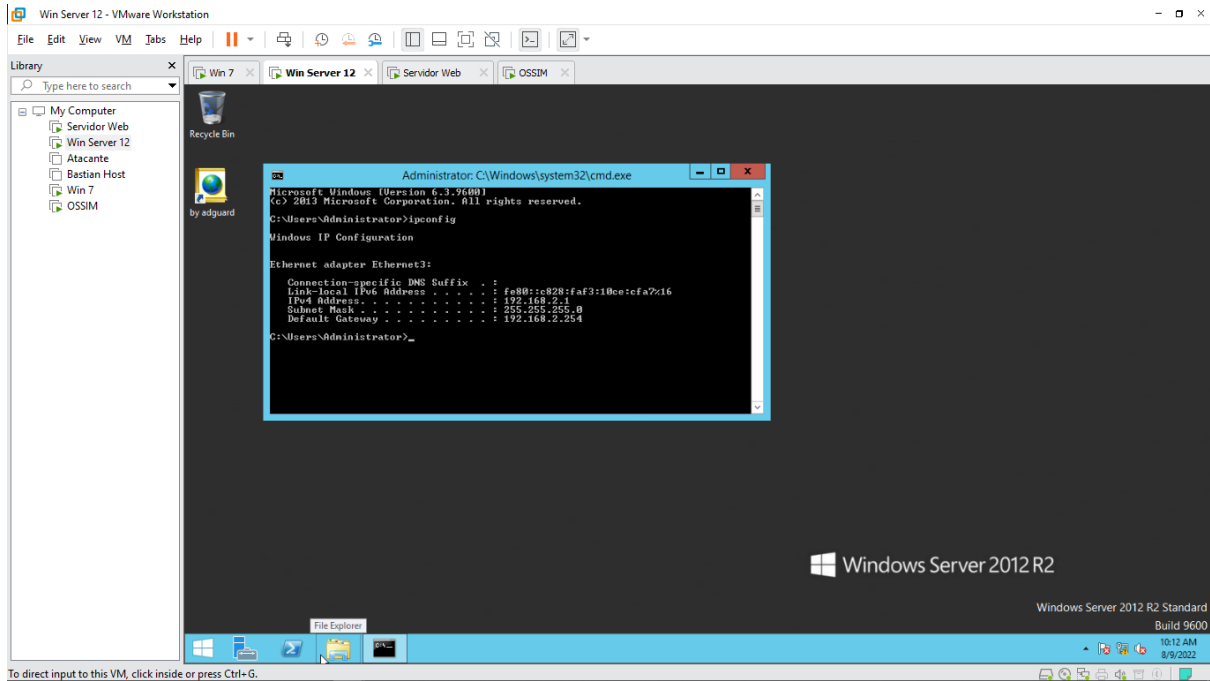 Win Server 12 - VMware Workstation
File Edit View VM Tabs Help
Library
Type here to search
My Computer
Servidor Web
Win Server 12
Atacante
Bastian Host
Win 7
OSSIM
Win 7 Win Server 12 Servidor Web OSSIM
Recycle Bin
by adguard
Administrator: C:\Windows\system32\cmd.exe
Microsoft Windows [Version 6.3.9600]
(c) 2013 Microsoft Corporation. All rights reserved.
C:\Users\Administrator>ipconfig
Windows IP Configuration
Ethernet adapter Ethernet3:
Connection-specific DNS Suffix . :
Link-local IPv6 Address . . . . . : fe80::c828:faf3:10ce:cfa7%16
IPv4 Address. . . . . . . . . . . : 192.168.2.1
Subnet Mask . . . . . . . . . . . : 255.255.255.0
Default Gateway . . . . . . . . . : 192.168.2.254
C:\Users\Administrator>_
Windows Server 2012 R2
Windows Server 2012 R2 Standard
Build 9600
File Explorer
10:12 AM
8/9/2022
To direct input to this VM, click inside or press Ctrl+G.